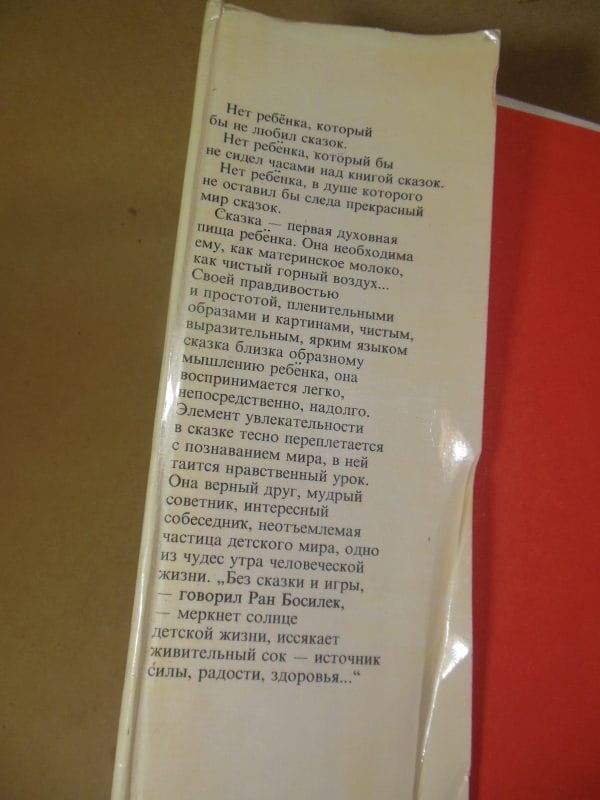 Нет ребёнка, который
бы не любил сказок.
Нет ребёнка, который бы
не сидел часами над книгой сказок.
Нет ребёнка, в душе которого
не оставил бы следа прекрасный
мир сказок.
Сказка — первая духовная
пища ребёнка. Она необходима
ему, как материнское молоко,
как чистый горный воздух...
Своей правдивостью
и простотой, пленительными
образами и картинами, чистым,
выразительным, ярким языком
сказка близка образному
мышлению ребёнка, она
воспринимается легко,
непосредственно, надолго.
Элемент увлекательности
в сказке тесно переплетается
с познаванием мира, в ней
таится нравственный урок.
Она верный друг, мудрый
советник, интересный
собеседник, неотъемлемая
частица детского мира, одно
из чудес утра человеческой
жизни. „Без сказки и игры,
— говорил Ран Босилек,
— меркнет солнце
детской жизни, иссякает
живительный сок — источник
силы, радости, здоровья...“